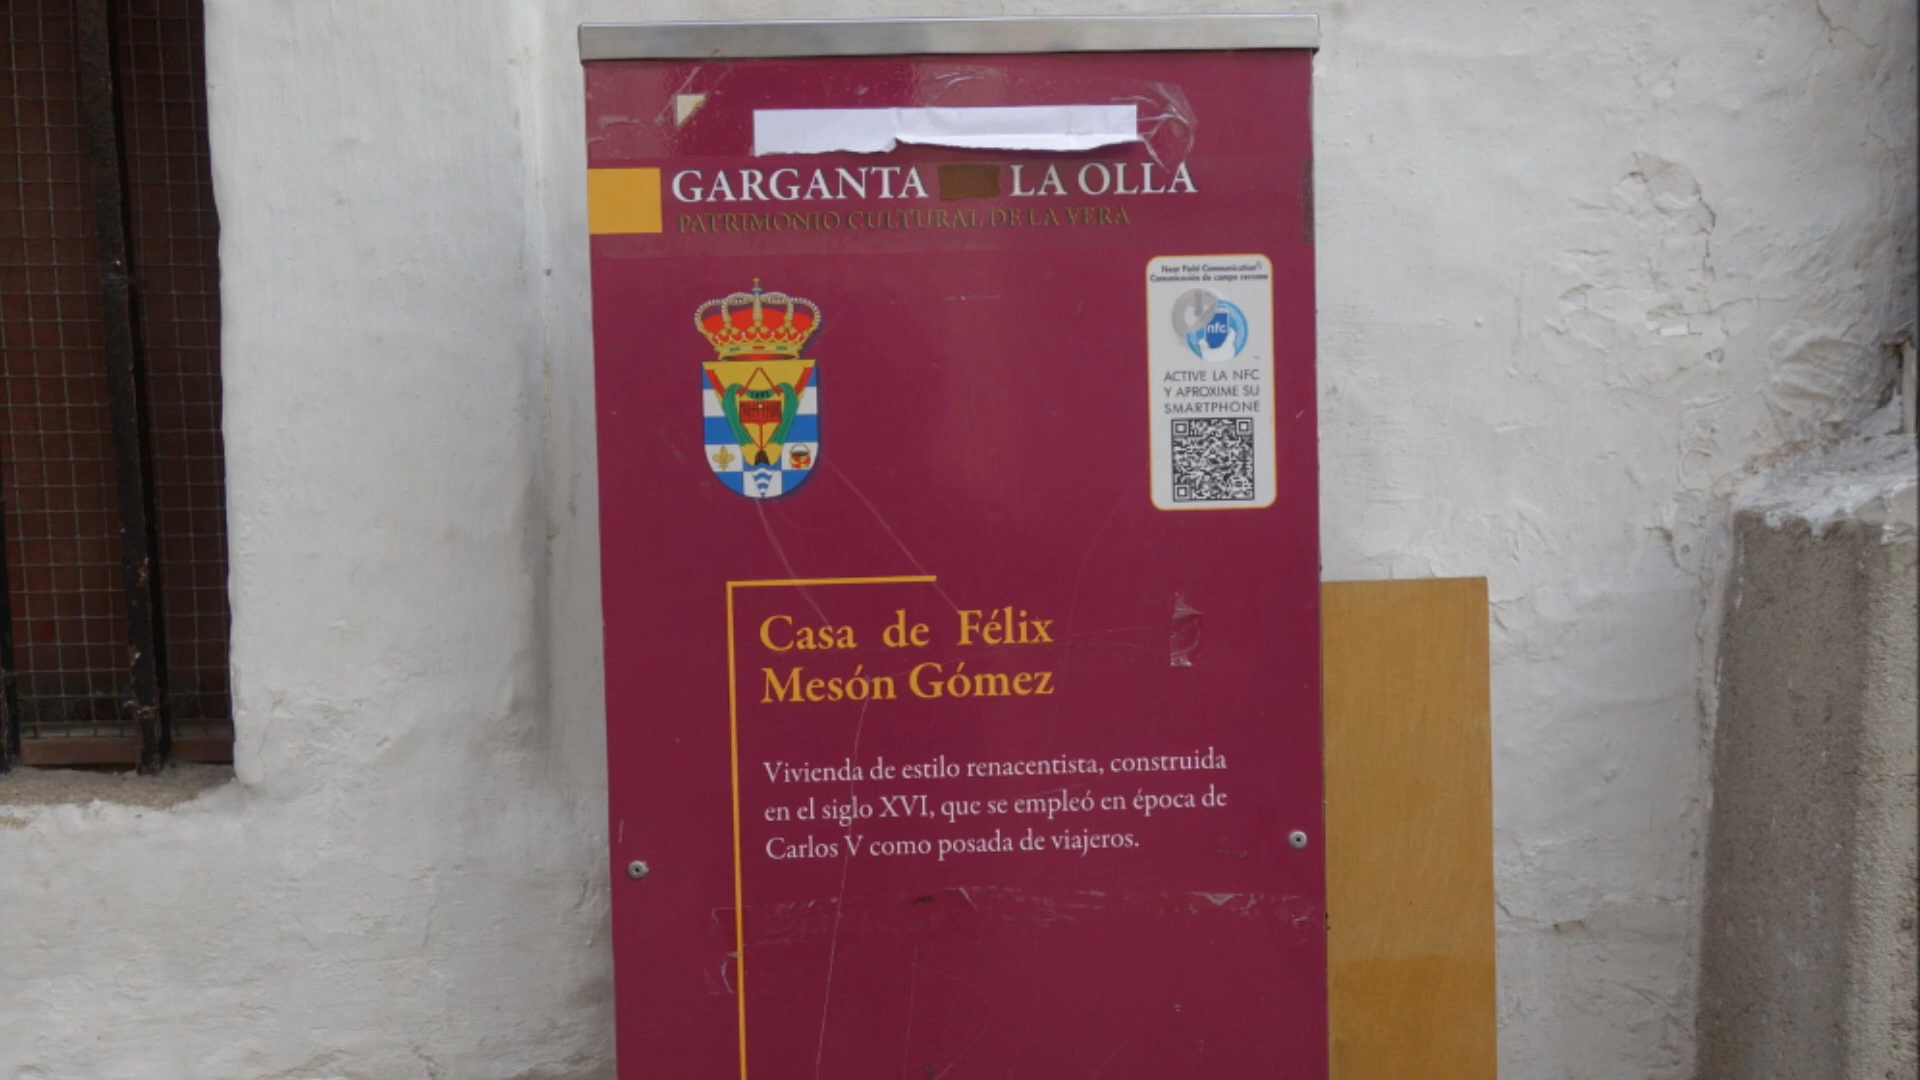 GARGANTA LA OLLA
PATRIMONIO CULTURAL DE LA VERA
Near Field Communication
Comunicación de campo cercano
nfc
ACTIVE LA NFC
Y APROXIME SU
SMARTPHONE
Casa de Félix
Mesón Gómez
Vivienda de estilo renacentista, construida
en el siglo XVI, que se empleó en época de
Carlos V como posada de viajeros.